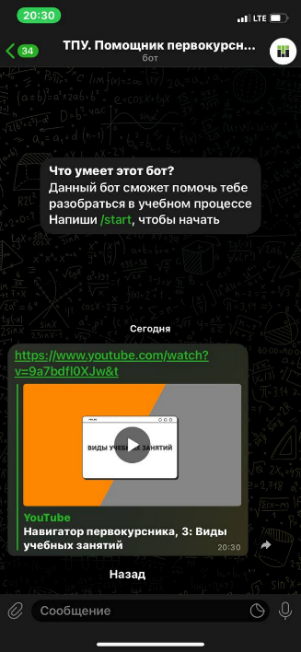 20:30
LTE
34
ТПУ. Помощник первокурсн...
бот
Что умеет этот бот?
Данный бот сможет помочь тебе
разобраться в учебном процессе
Напиши /start, чтобы начать
Сегодня
https://www.youtube.com/watch?
v=9a7bdfl0XJw&t
ВИДЫ УЧЕБНЫХ ЗАНЯТИЙ
YouTube
Навигатор первокурсника, 3: Виды
учебных занятий
20:30
Назад
Сообщение